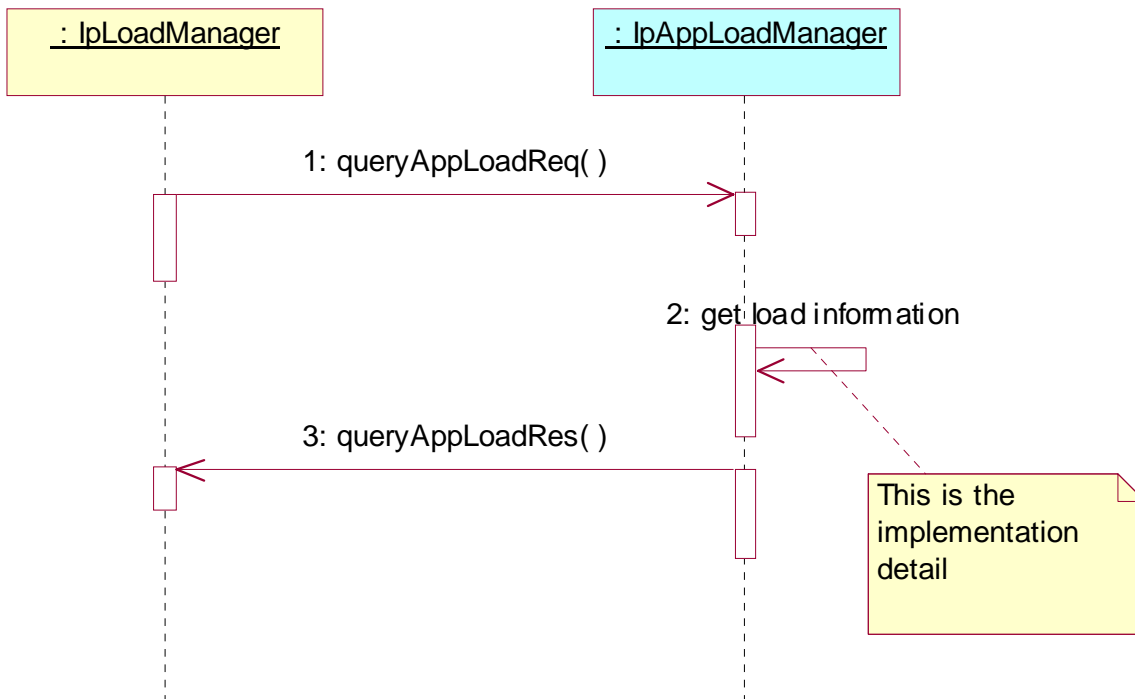 : IpLoadManager
: IpAppLoadManager
1: queryAppLoadReq( )
2: get load information
3: queryAppLoadRes( )
This is the
implementation
detail